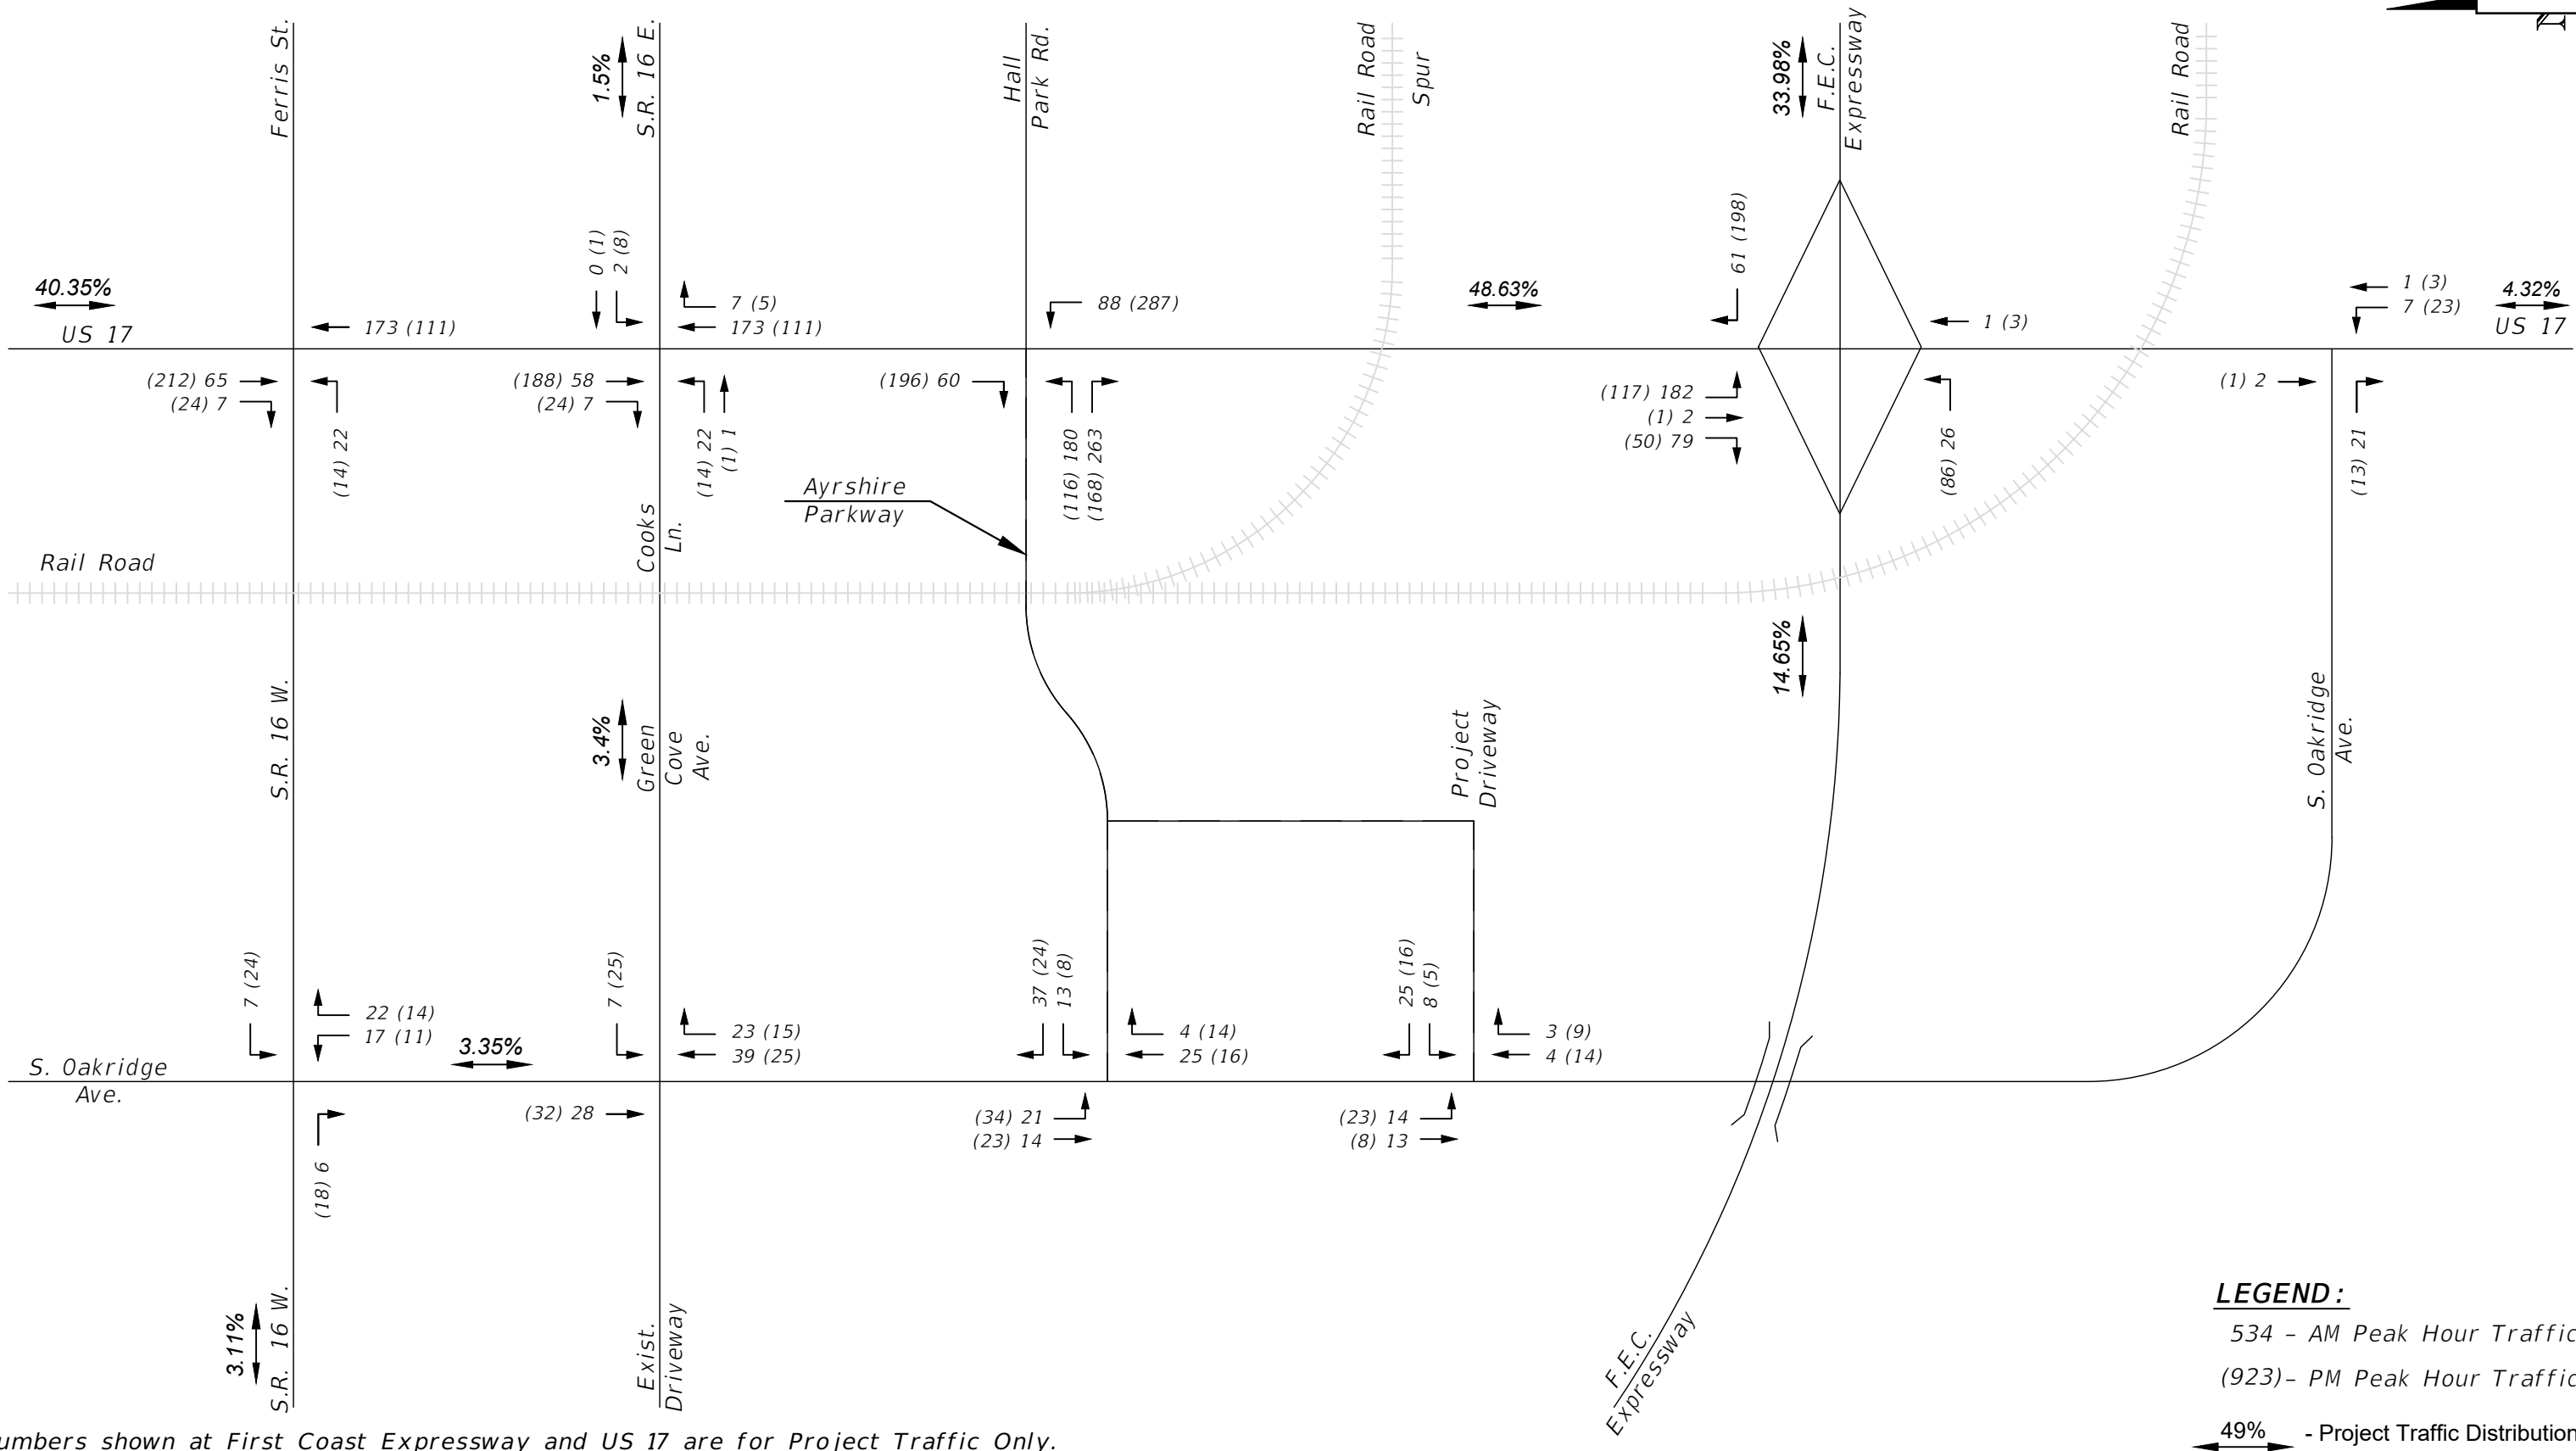 Ferris St.
1.5%
S.R. 16 E.
Hall
Park Rd.
Rail Road
Spur
33.98%
F.E.C.
Expressway
Rail Road
40.35%
US 17
173 (111)
0 (1)
2 (8)
7 (5)
173 (111)
88 (287)
48.63%
61 (198)
1 (3)
1 (3)
7 (23)
4.32%
US 17
(212) 65
(24) 7
(14) 22
(188) 58
(24) 7
(14) 22
(1) 1
(196) 60
(116) 180
(168) 263
(117) 182
(1) 2
(50) 79
(86) 26
(1) 2
(13) 21
Ayrshire
Parkway
Rail Road
Cooks
Ln.
S.R. 16 W.
3.4%
Green
Cove
Ave.
Project
Driveway
14.65%
S. Oakridge
Ave.
7 (24)
22 (14)
17 (11)
3.35%
7 (25)
23 (15)
39 (25)
37 (24)
13 (8)
4 (14)
25 (16)
25 (16)
8 (5)
3 (9)
4 (14)
S. Oakridge
Ave.
(18) 6
(32) 28
(34) 21
(23) 14
(23) 14
(8) 13
3.11%
S.R. 16 W.
Exist.
Driveway
F.E.C.
Expressway
LEGEND:
534 - AM Peak Hour Traffic
(923)- PM Peak Hour Traffic
49% - Project Traffic Distribution
umbers shown at First Coast Expressway and US 17 are for Project Traffic Only.